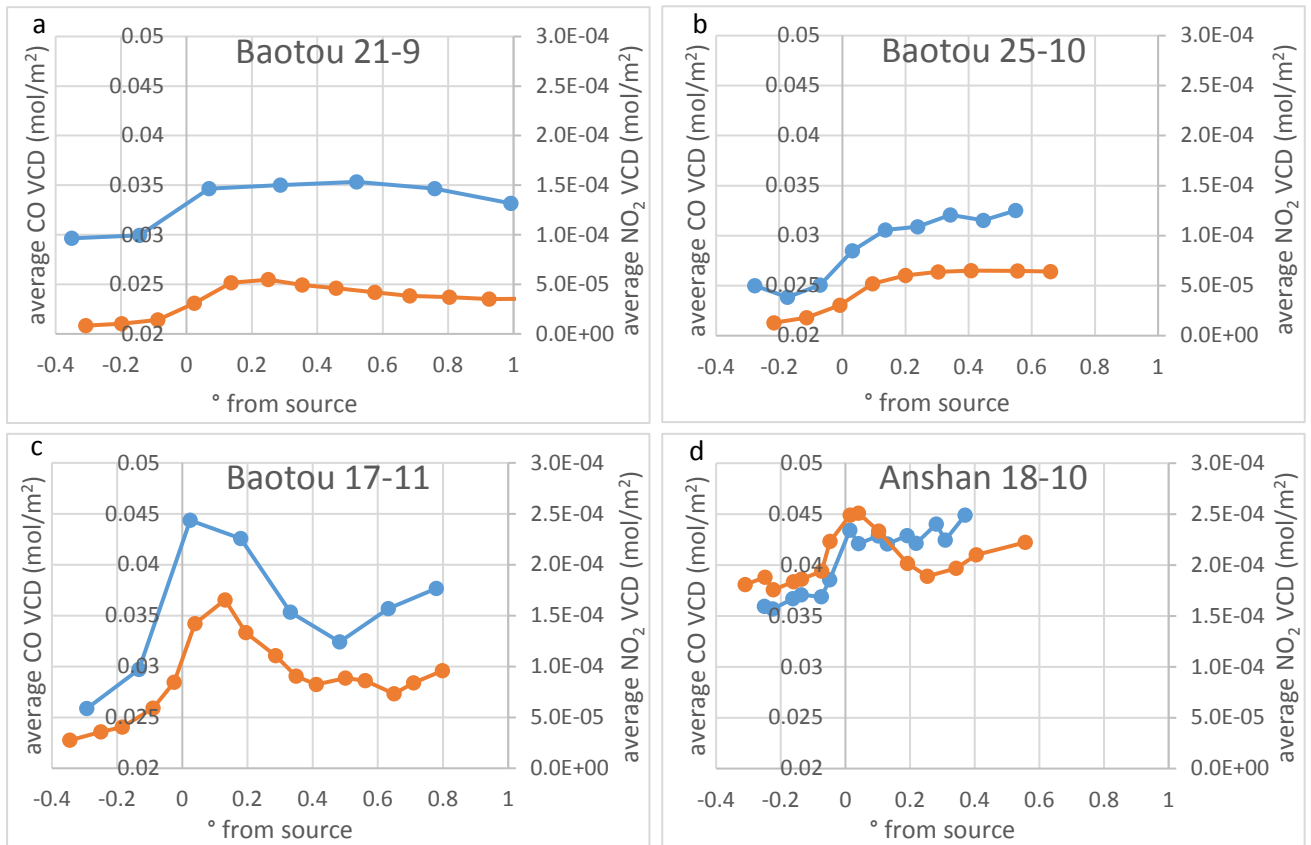 a
Baotou 21-9
average CO VCD (mol/m²)
0.05
0.045
0.04
0.035
0.03
0.025
0.02
3.0E-04
2.5E-04
2.0E-04
1.5E-04
1.0E-04
5.0E-05
0.0E+00
average NO₂ VCD (mol/m²)
-0.4 -0.2 0 0.2 0.4 0.6 0.8 1
° from source
b
Baotou 25-10
average CO VCD (mol/m²)
0.05
0.045
0.04
0.035
0.03
0.025
0.02
3.0E-04
2.5E-04
2.0E-04
1.5E-04
1.0E-04
5.0E-05
0.0E+00
average NO₂ VCD (mol/m²)
-0.4 -0.2 0 0.2 0.4 0.6 0.8 1
° from source
c
Baotou 17-11
average CO VCD (mol/m²)
0.05
0.045
0.04
0.035
0.03
0.025
0.02
3.0E-04
2.5E-04
2.0E-04
1.5E-04
1.0E-04
5.0E-05
0.0E+00
average NO₂ VCD (mol/m²)
-0.4 -0.2 0 0.2 0.4 0.6 0.8 1
° from source
d
Anshan 18-10
average CO VCD (mol/m²)
0.05
0.045
0.04
0.035
0.03
0.025
0.02
3.0E-04
2.5E-04
2.0E-04
1.5E-04
1.0E-04
5.0E-05
0.0E+00
average NO₂ VCD (mol/m²)
-0.4 -0.2 0 0.2 0.4 0.6 0.8 1
° from source